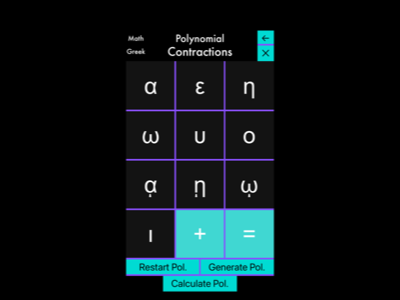 Math
Polynomial
←
Greek
Contractions
×
α ε η
ω υ ο
ᾳ ῃ ῳ
ι + =
Restart Pol. Generate Pol.
Calculate Pol.